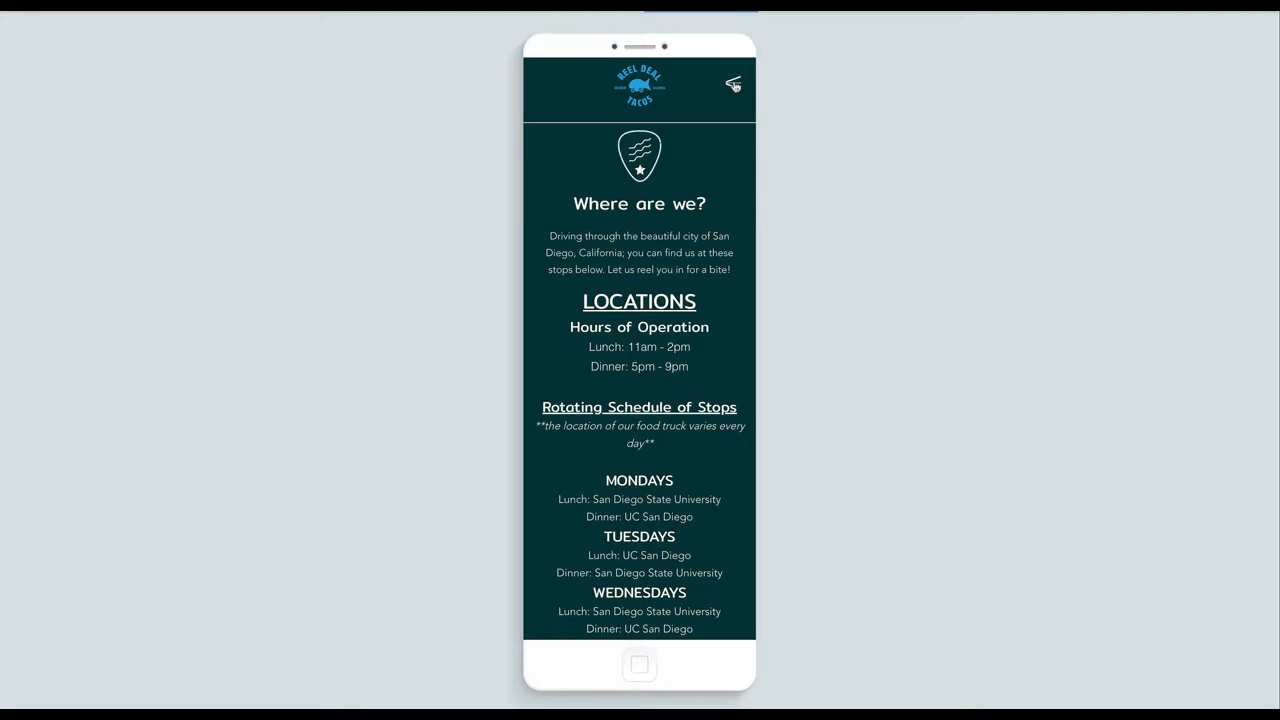 REEL DEAL
TACOS
Where are we?
Driving through the beautiful city of San
Diego, California; you can find us at these
stops below. Let us reel you in for a bite!
LOCATIONS
Hours of Operation
Lunch: 11am - 2pm
Dinner: 5pm - 9pm
Rotating Schedule of Stops
**the location of our food truck varies every
day**
MONDAYS
Lunch: San Diego State University
Dinner: UC San Diego
TUESDAYS
Lunch: UC San Diego
Dinner: San Diego State University
WEDNESDAYS
Lunch: San Diego State University
Dinner: UC San Diego